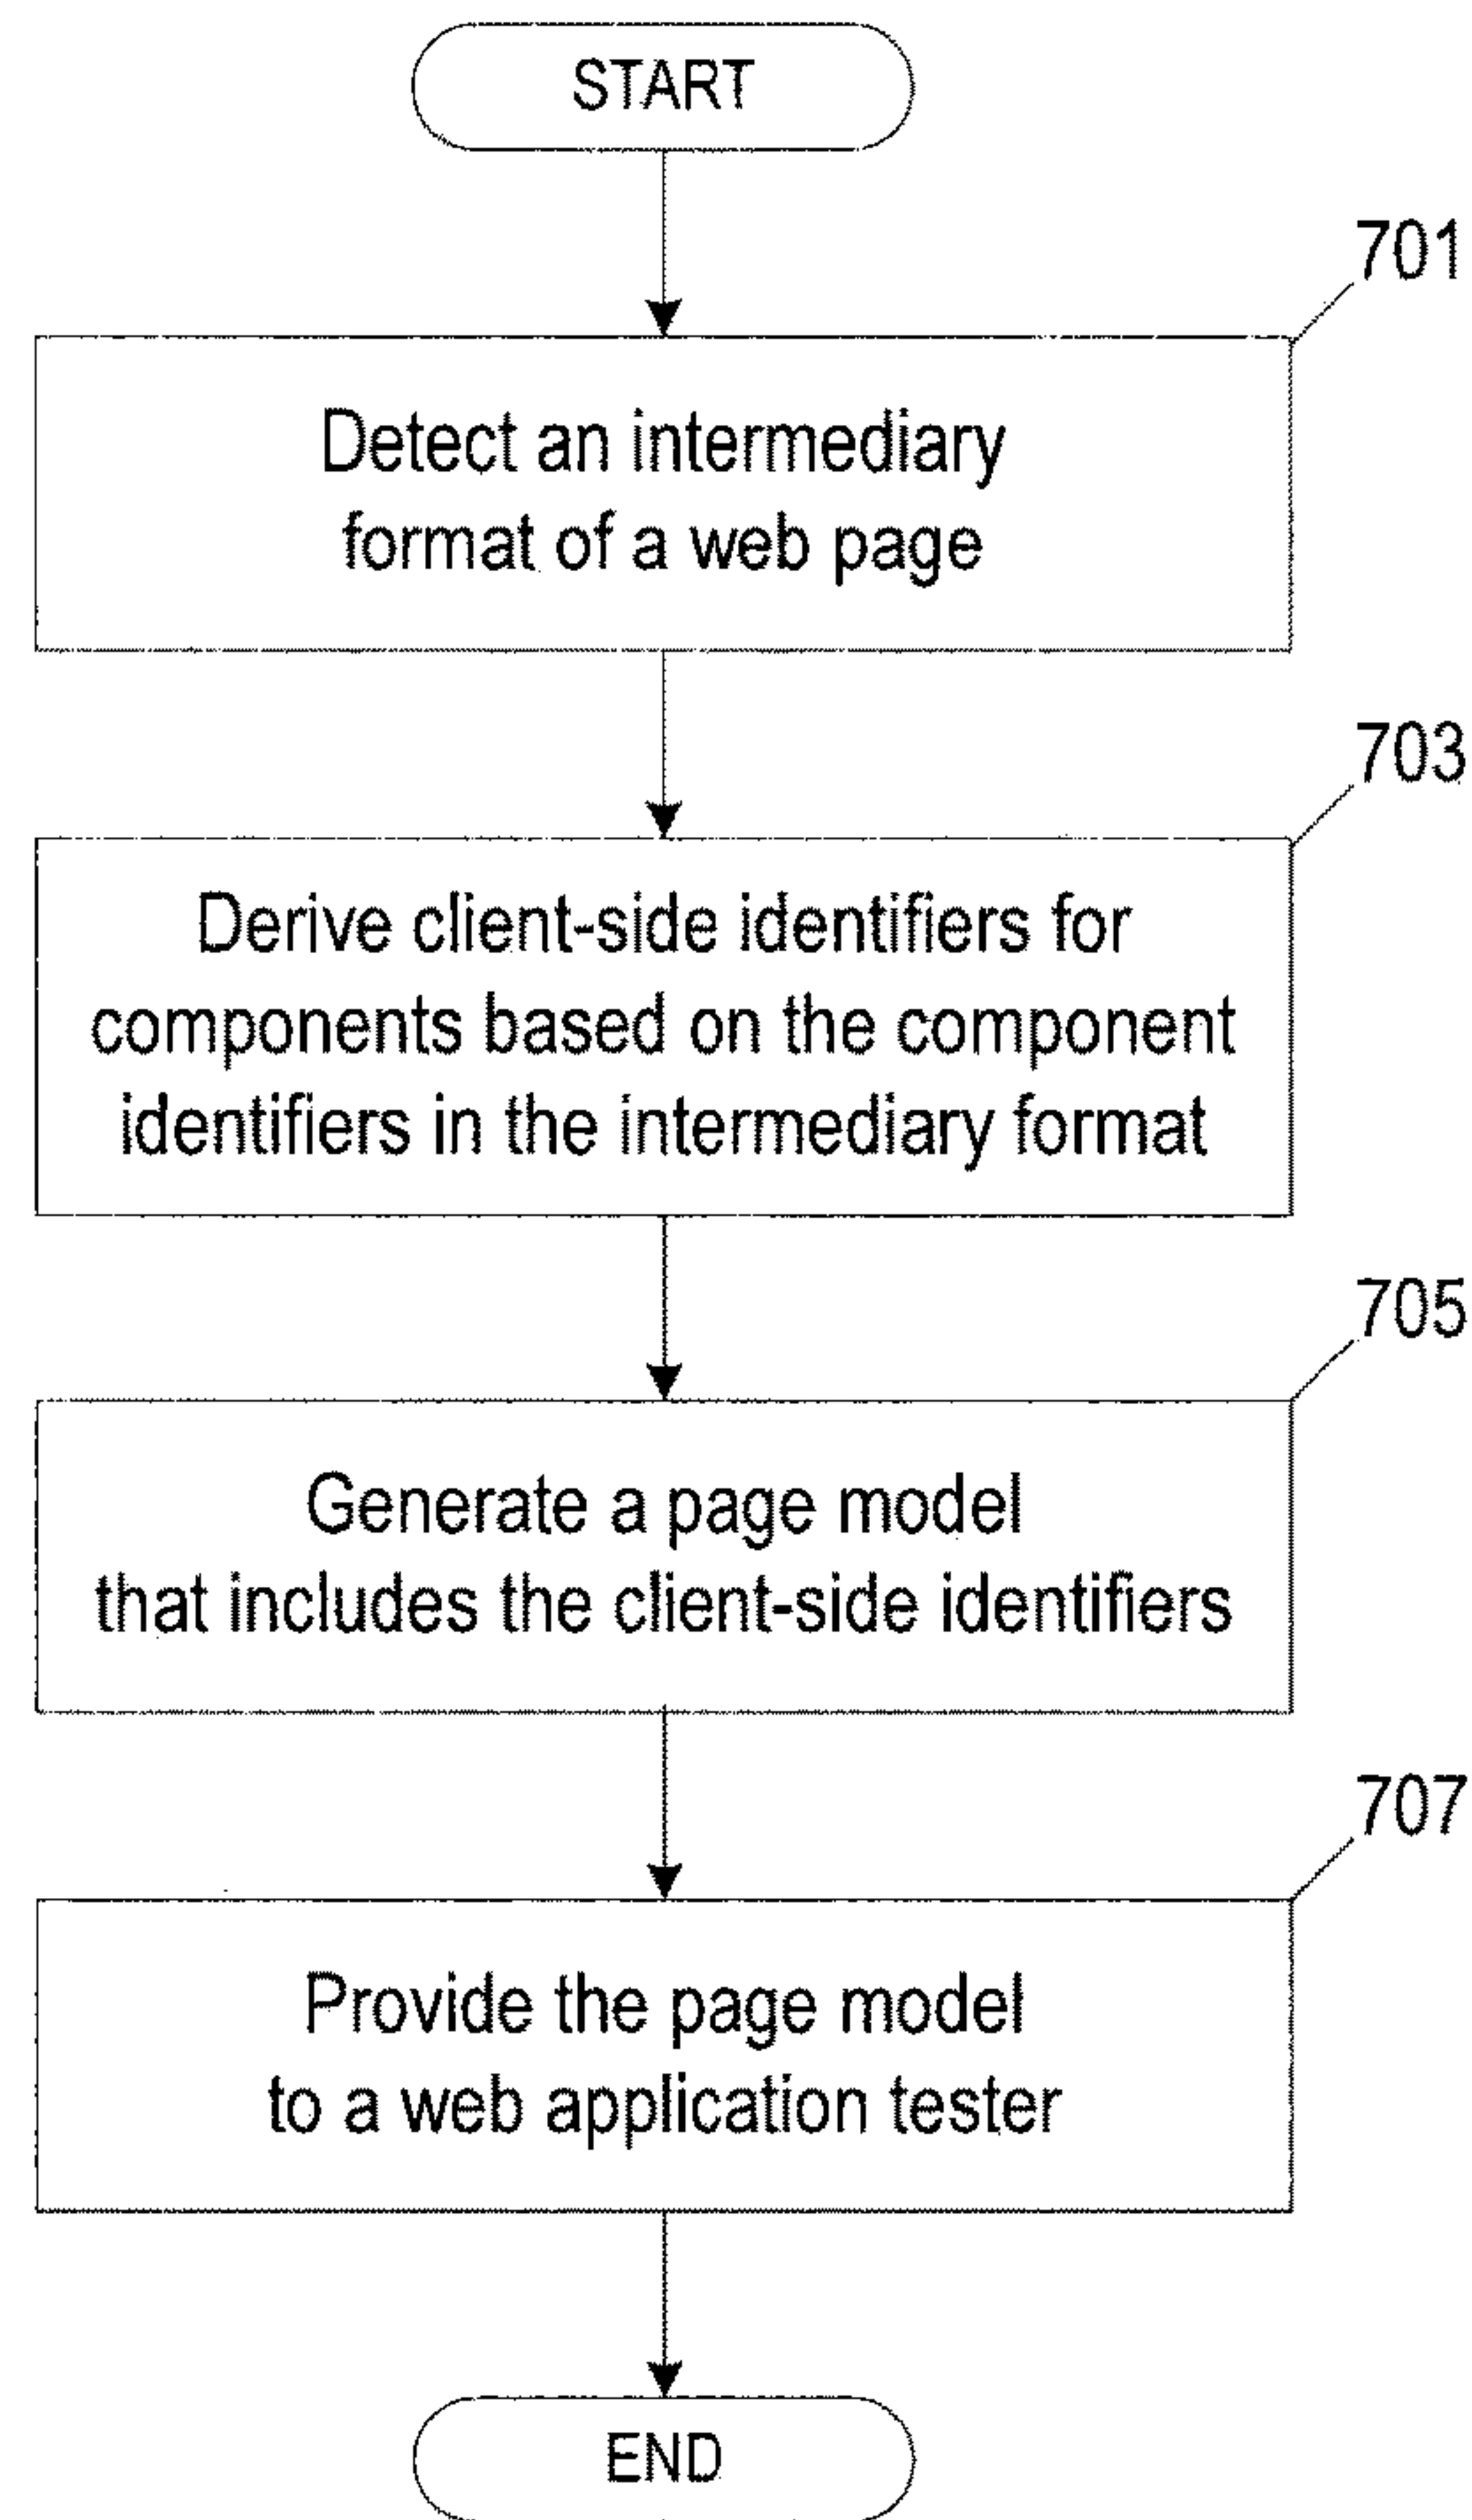 START
701
Detect an intermediary
format of a web page
703
Derive client-side identifiers for
components based on the component
identifiers in the intermediary format
705
Generate a page model
that includes the client-side identifiers
707
Provide the page model
to a web application tester
END